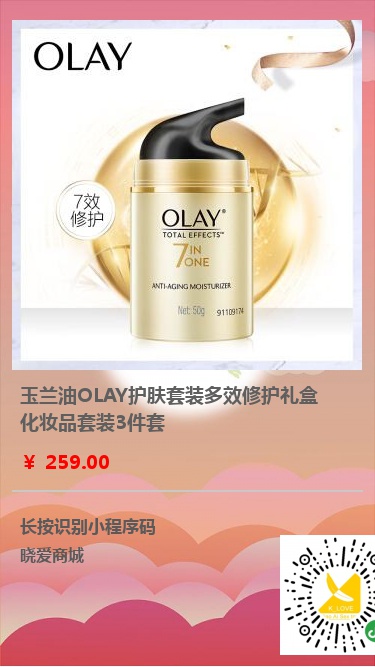 OLAY
7效
修护
OLAY®
TOTAL EFFECTS™
7 IN
ONE
ANTI-AGING MOISTURIZER
Net: 50g 91109174
玉兰油OLAY护肤套装多效修护礼盒
化妆品套装3件套
¥ 259.00
长按识别小程序码
晓爱商城
K_LOVE